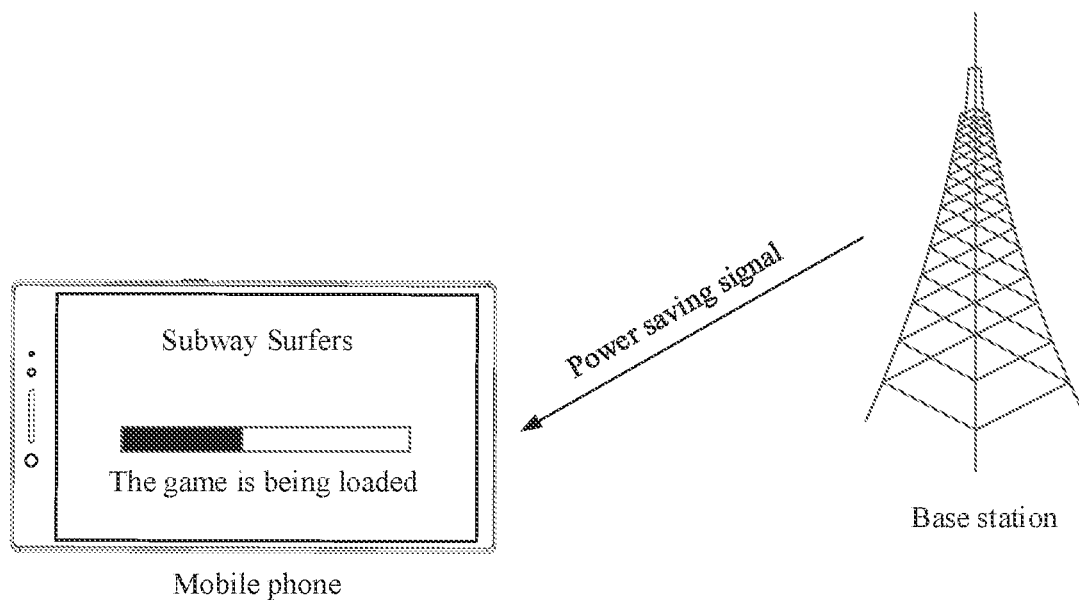 Power saving signal
Subway Surfers
The game is being loaded
Base station
Mobile phone